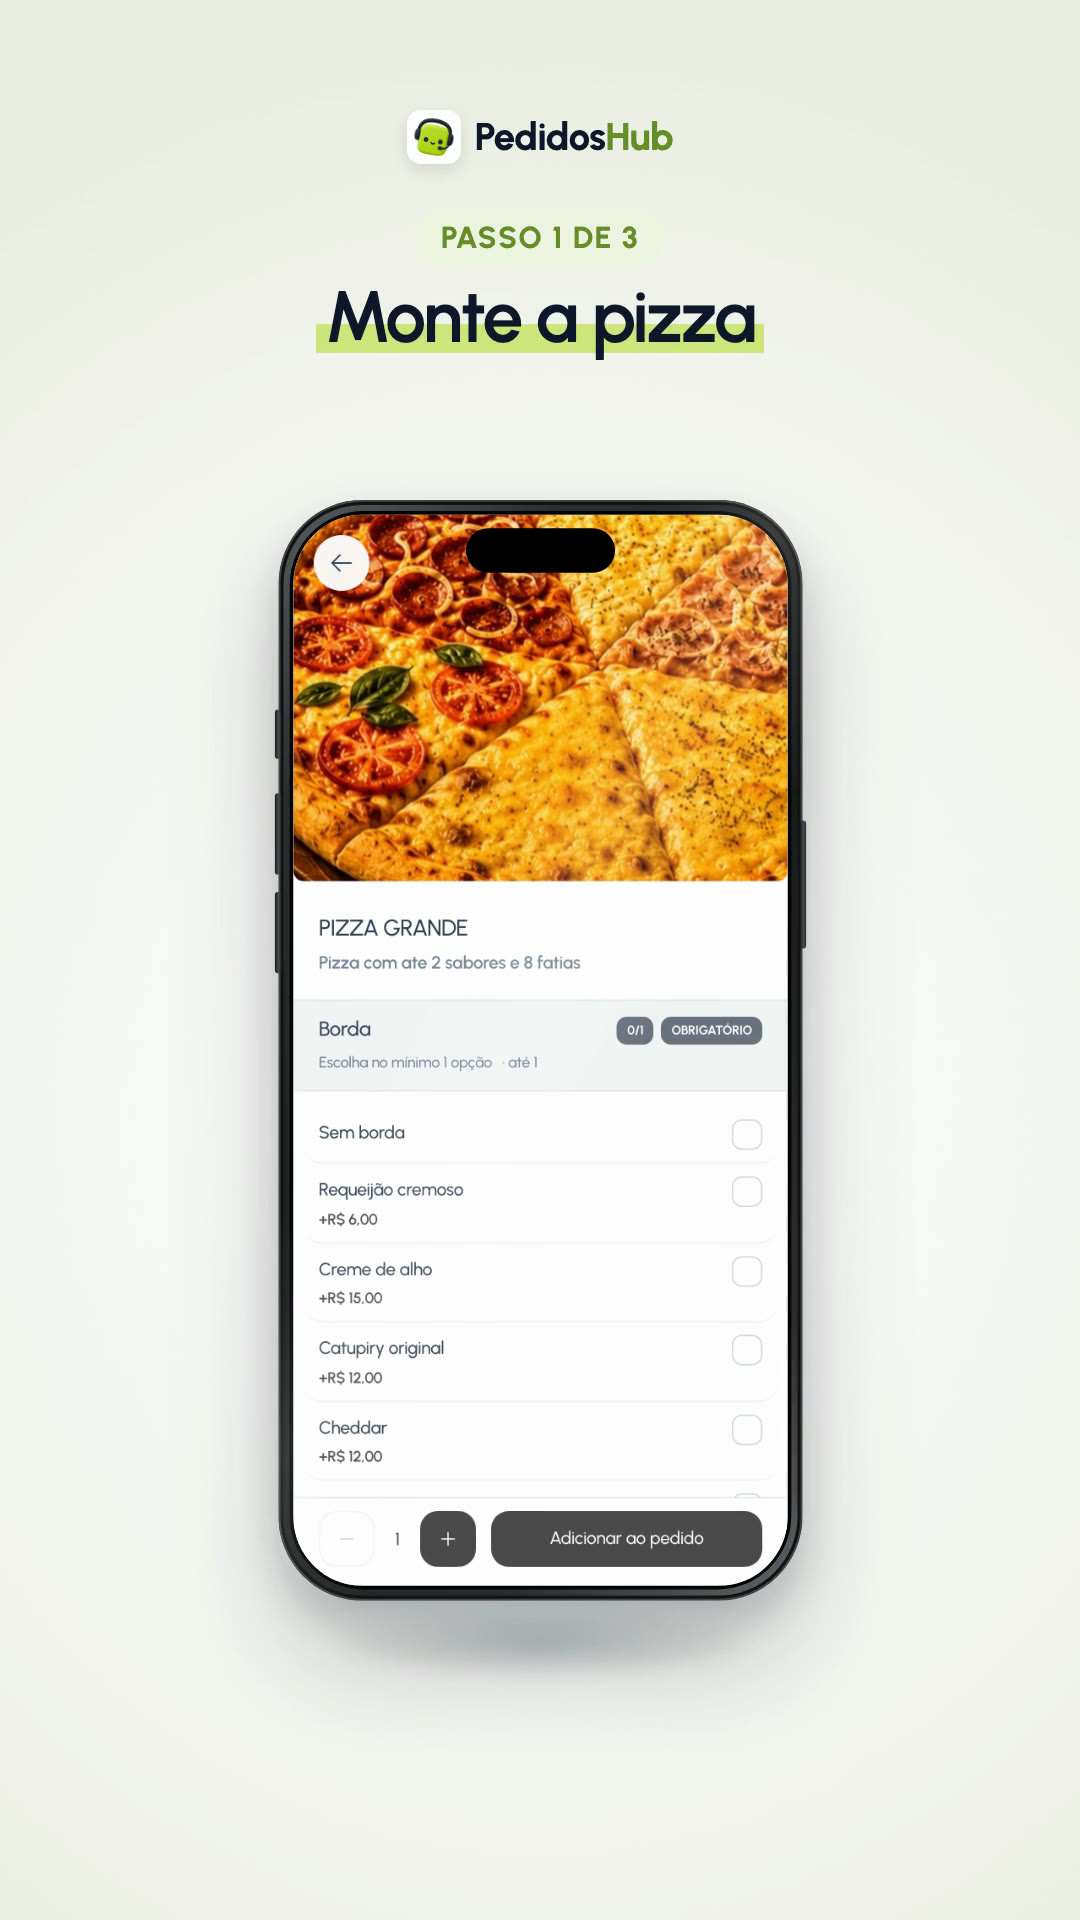 PedidosHub
PASSO 1 DE 3
Monte a pizza
PIZZA GRANDE
Pizza com ate 2 sabores e 8 fatias
Borda
0/1
OBRIGATÓRIO
Escolha no mínimo 1 opção · até 1
Sem borda
Requeijão cremoso
+R$ 6,00
Creme de alho
+R$ 15,00
Catupiry original
+R$ 12,00
Cheddar
+R$ 12,00
1
Adicionar ao pedido